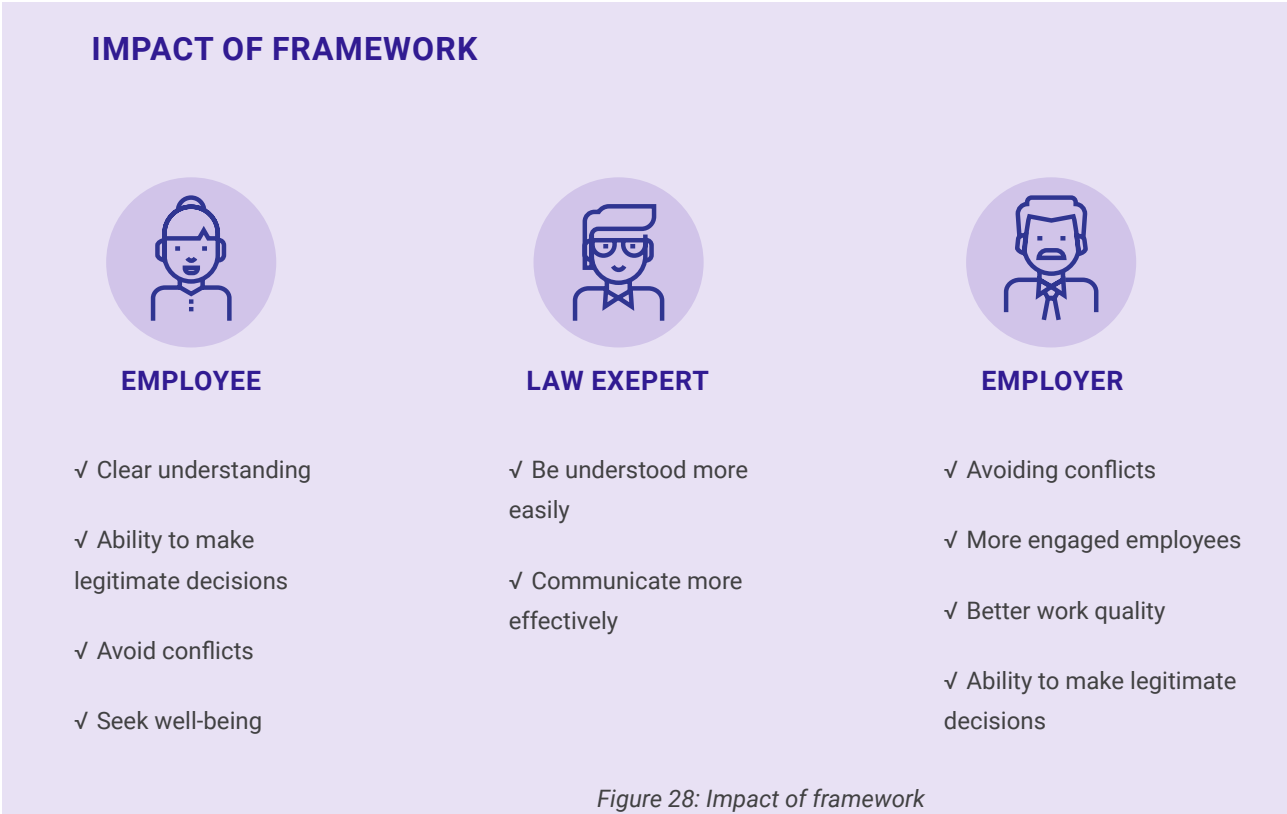 IMPACT OF FRAMEWORK
EMPLOYEE
√ Clear understanding
√ Ability to make
legitimate decisions
√ Avoid conflicts
√ Seek well-being
LAW EXEPERT
√ Be understood more
easily
√ Communicate more
effectively
EMPLOYER
√ Avoiding conflicts
√ More engaged employees
√ Better work quality
√ Ability to make legitimate
decisions
Figure 28: Impact of framework